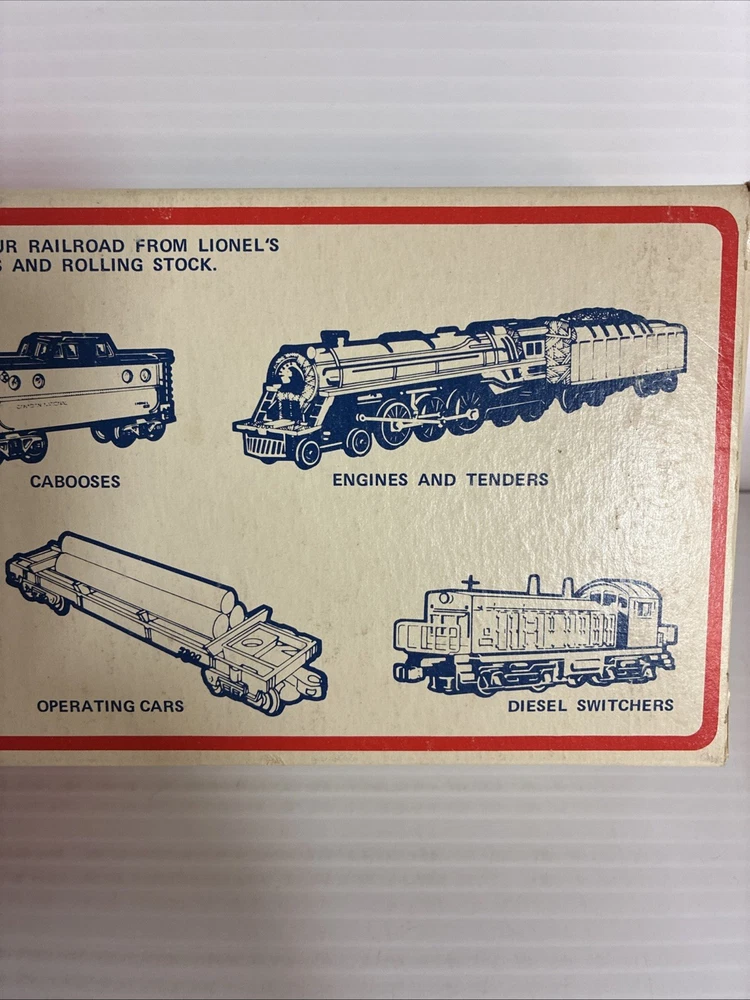 UR RAILROAD FROM LIONEL'S
S AND ROLLING STOCK.
CABOOSES
ENGINES AND TENDERS
OPERATING CARS
DIESEL SWITCHERS